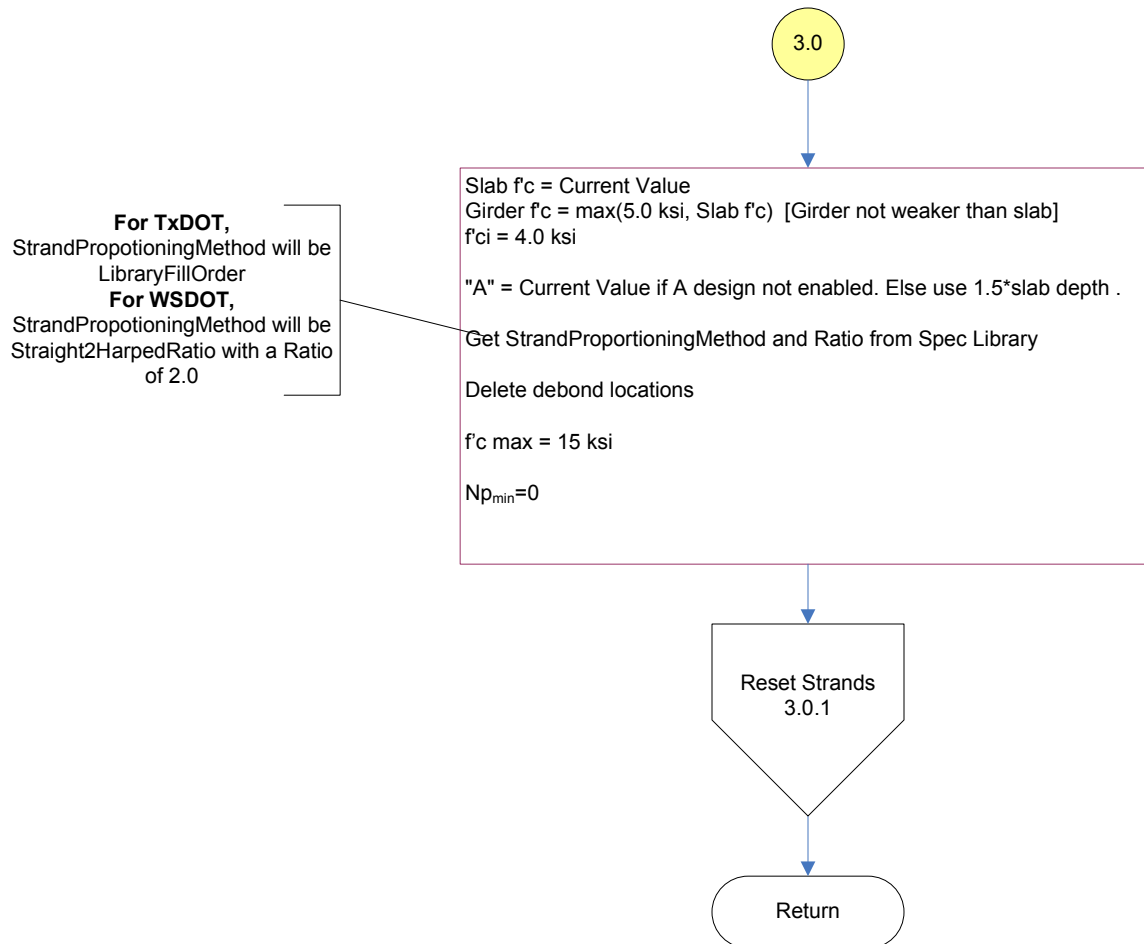 3.0
Slab f'c = Current Value
Girder f'c = max(5.0 ksi, Slab f'c)  [Girder not weaker than slab]
f'ci = 4.0 ksi
"A" = Current Value if A design not enabled. Else use 1.5*slab depth .
Get StrandProportioningMethod and Ratio from Spec Library
Delete debond locations
f'c max = 15 ksi
Npmin=0
For TxDOT,
StrandPropotioningMethod will be
LibraryFillOrder
For WSDOT,
StrandPropotioningMethod will be
Straight2HarpedRatio with a Ratio
of 2.0
Reset Strands
3.0.1
Return